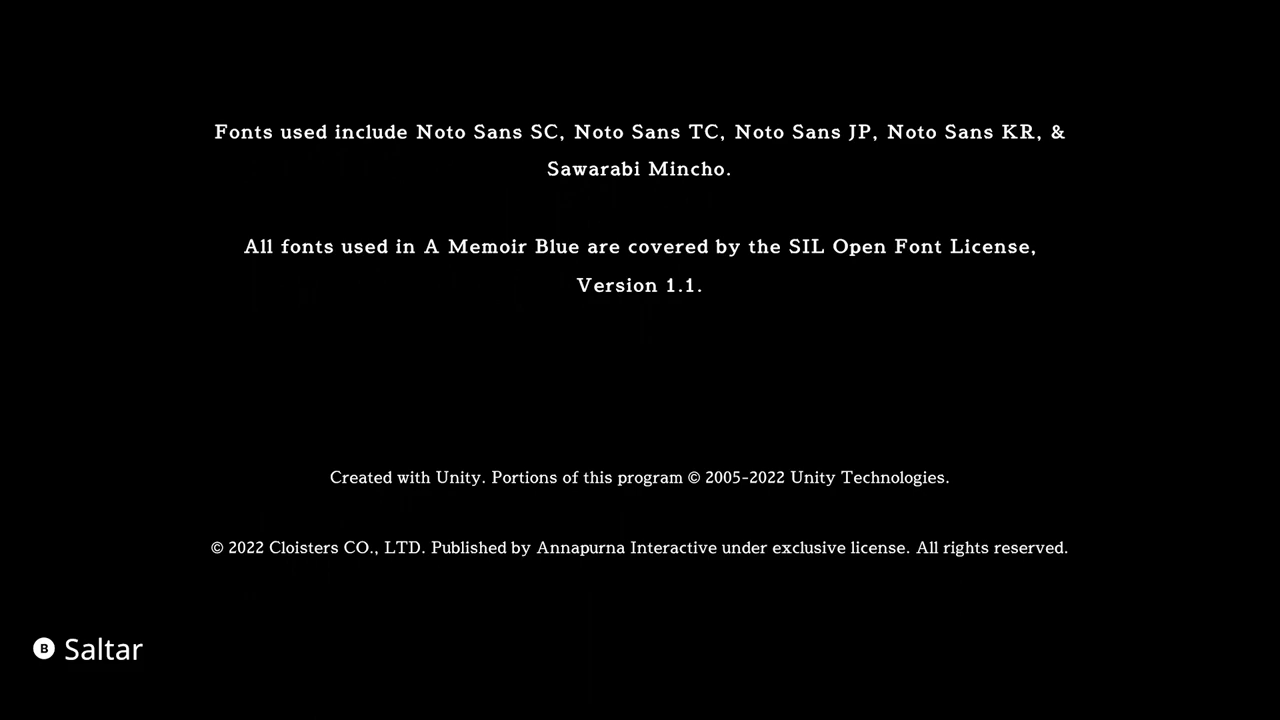 Fonts used include Noto Sans SC, Noto Sans TC, Noto Sans JP, Noto Sans KR, &
Sawarabi Mincho.
All fonts used in A Memoir Blue are covered by the SIL Open Font License,
Version 1.1.
Created with Unity. Portions of this program © 2005-2022 Unity Technologies.
© 2022 Cloisters CO., LTD. Published by Annapurna Interactive under exclusive license. All rights reserved.
B Saltar